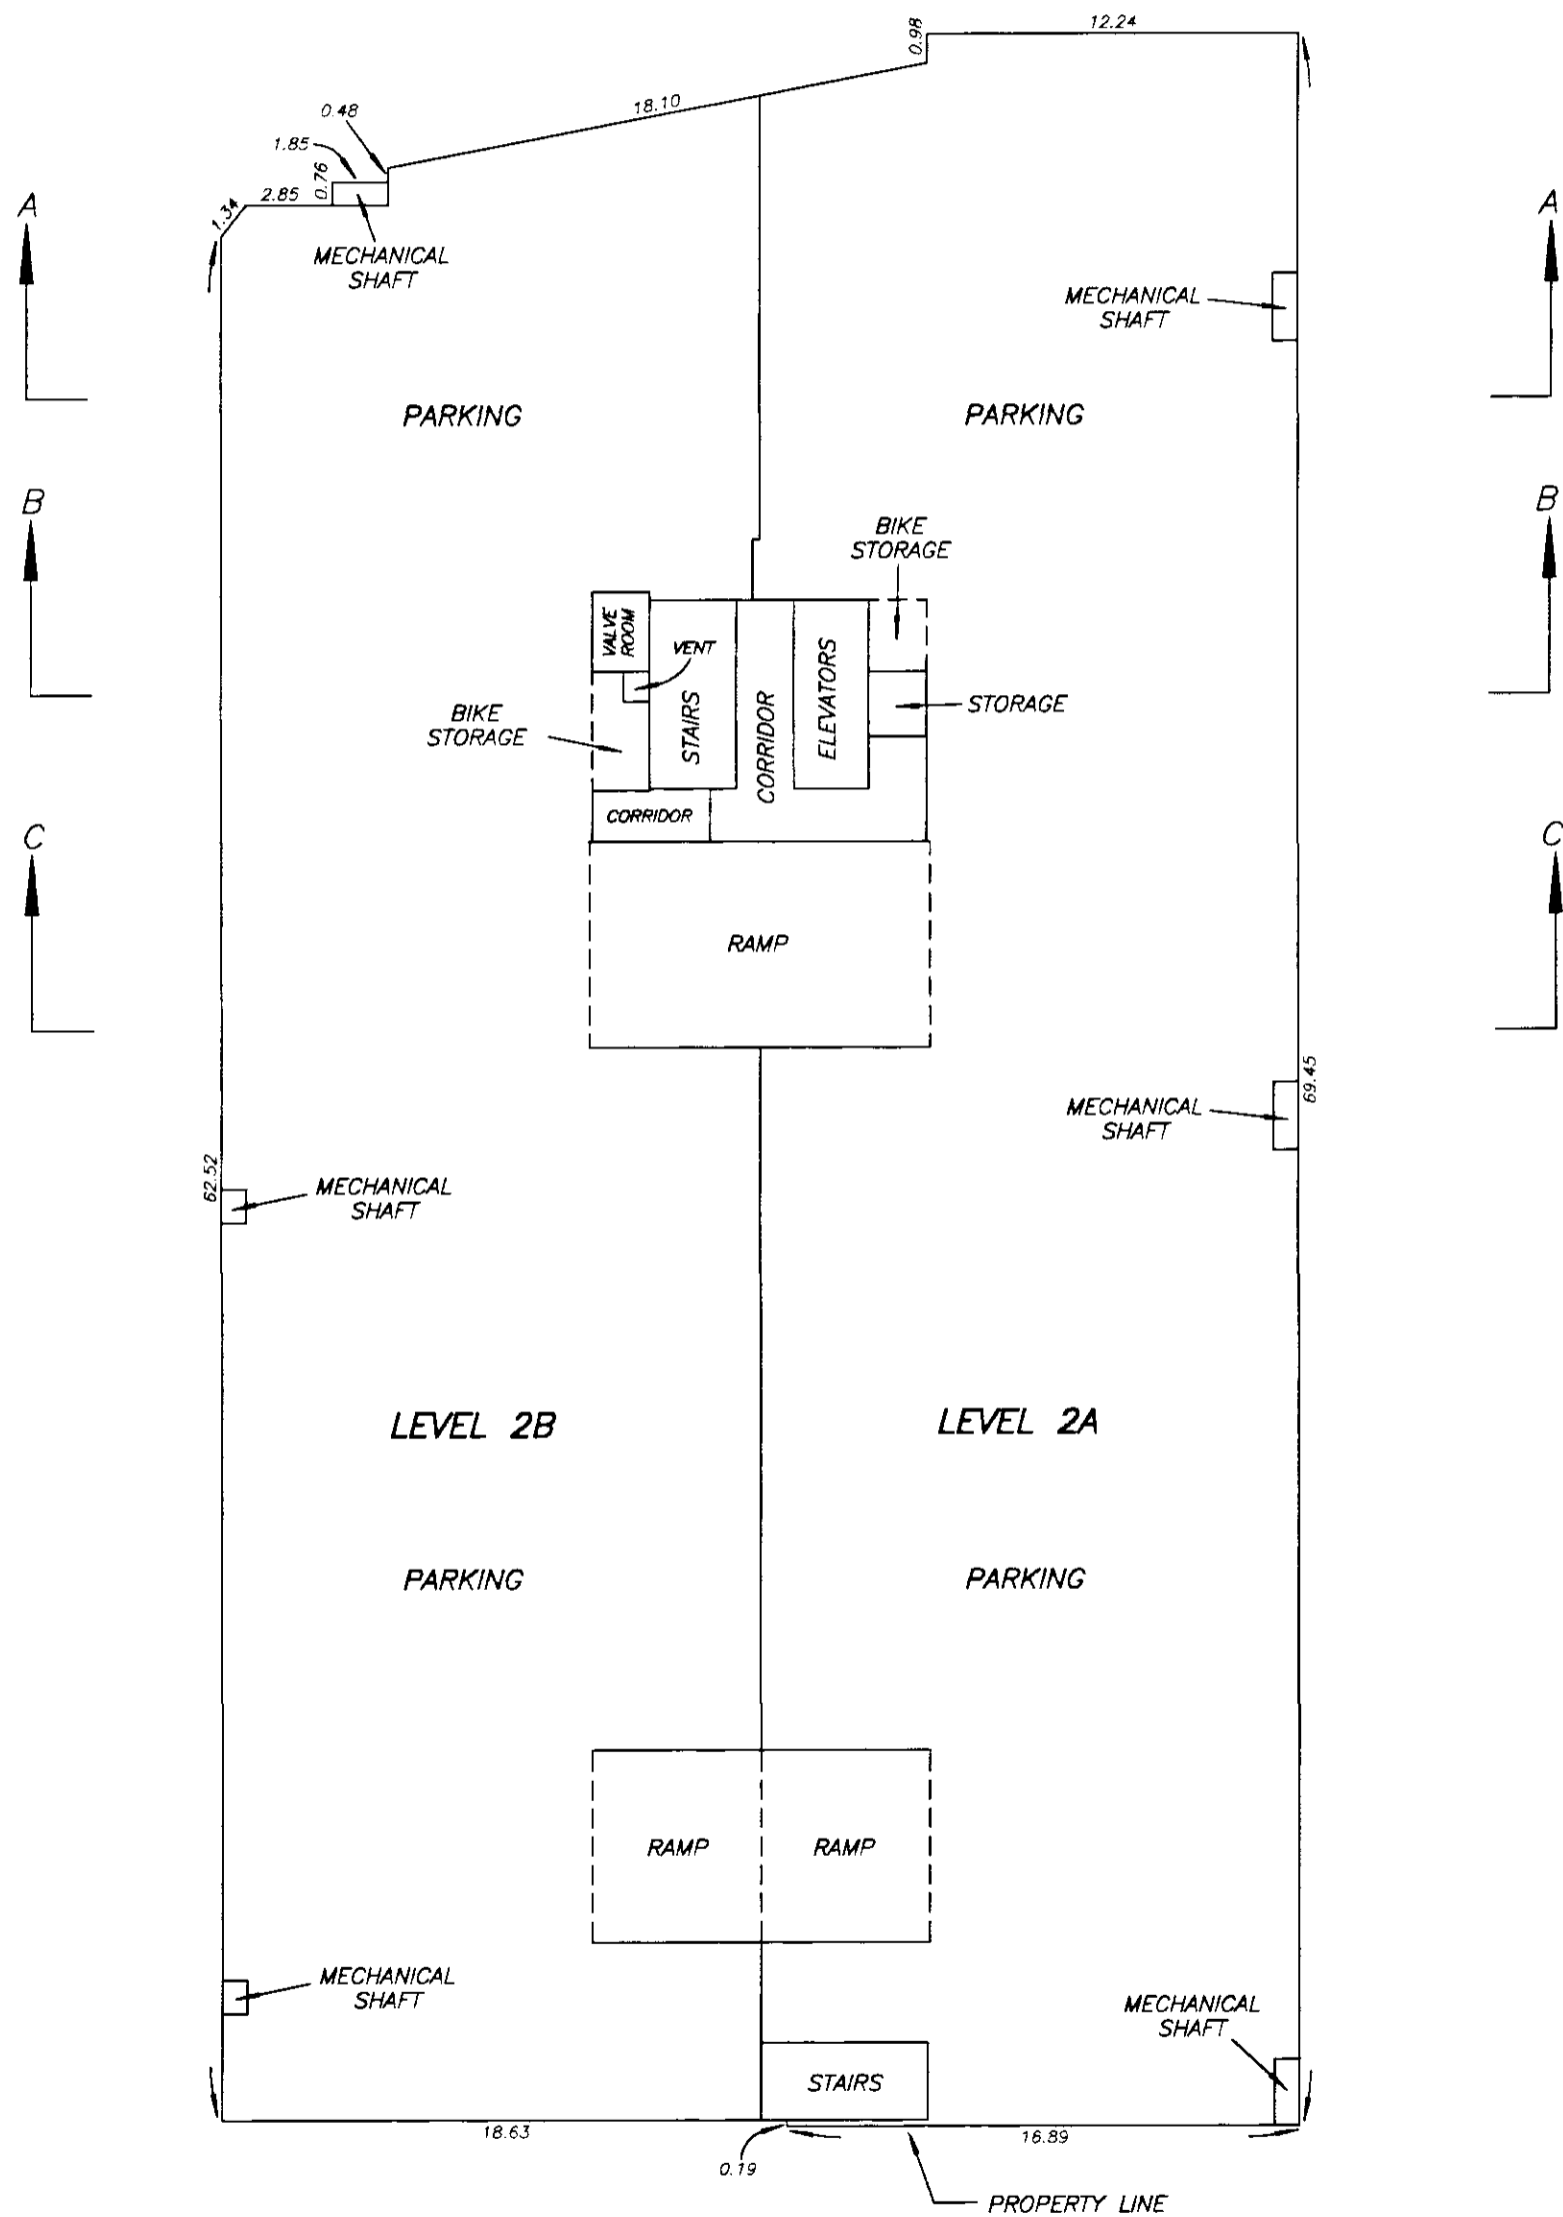 12.24
0.98
18.10
0.48
1.85
0.76
2.85
1.34
A
A
MECHANICAL
SHAFT
MECHANICAL
SHAFT
PARKING
PARKING
B
B
BIKE
STORAGE
VALVE
ROOM
VENT
STAIRS
CORRIDOR
ELEVATORS
STORAGE
BIKE
STORAGE
CORRIDOR
C
C
RAMP
69.45
MECHANICAL
SHAFT
62.52
MECHANICAL
SHAFT
LEVEL 2B
LEVEL 2A
PARKING
PARKING
RAMP
RAMP
MECHANICAL
SHAFT
MECHANICAL
SHAFT
STAIRS
18.63
16.89
0.19
PROPERTY LINE